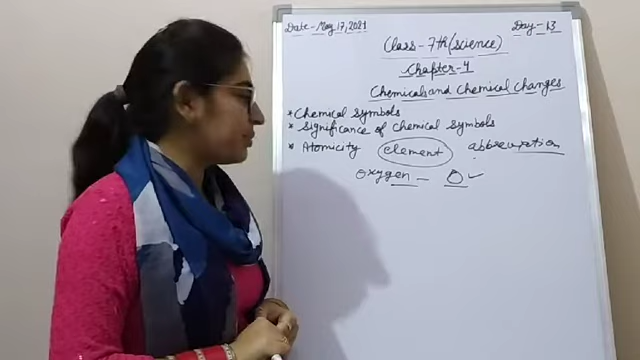 Date - May 17, 2021 Day - 13
Class - 7th (science)
Chapter - 4
Chemicals and Chemical Changes
* Chemical symbols
* Significance of Chemical symbols
* Atomicity element abbreviation
Oxygen - O ✓